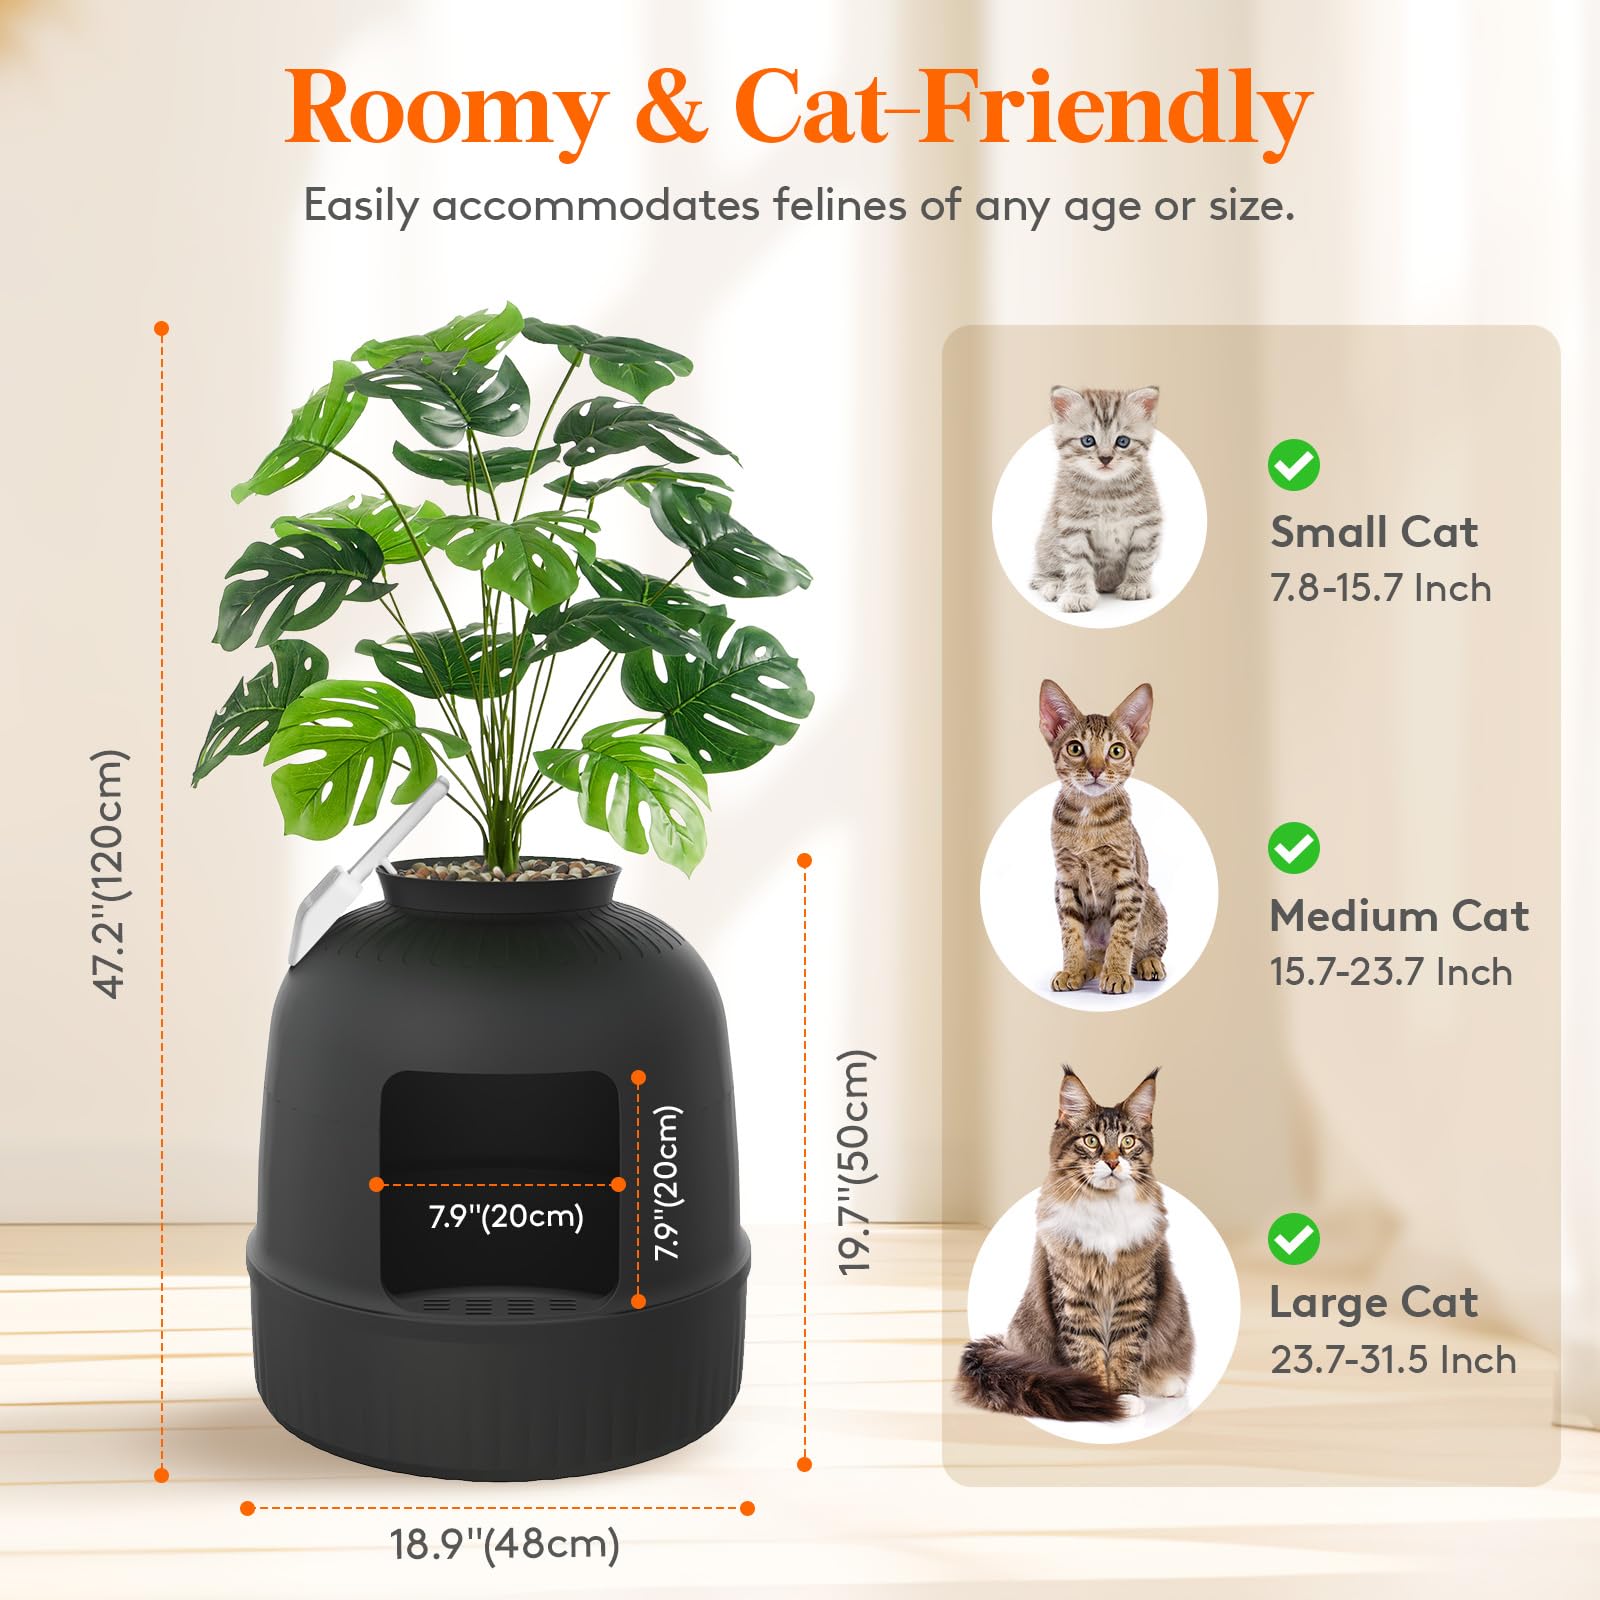 Roomy & Cat-Friendly
Easily accommodates felines of any age or size.
47.2"(120cm)
7.9"(20cm)
7.9"(20cm)
19.7"(50cm)
18.9"(48cm)
Small Cat
7.8-15.7 Inch
Medium Cat
15.7-23.7 Inch
Large Cat
23.7-31.5 Inch